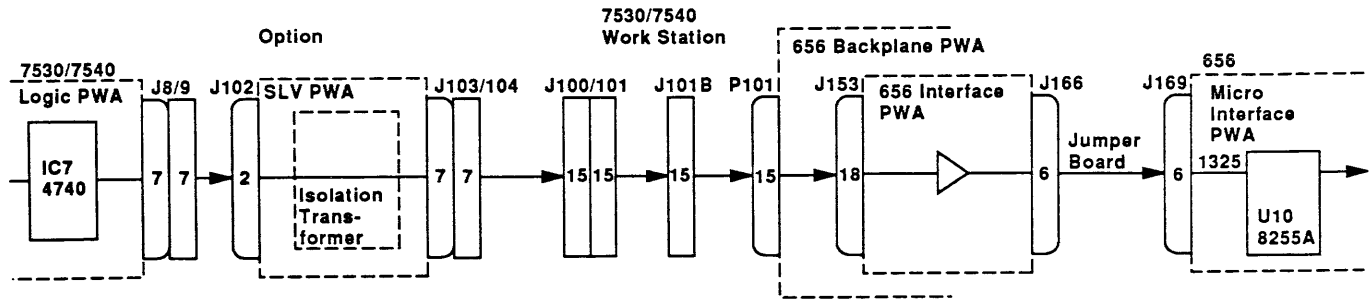 7530/7540
Work Station
Option
656 Backplane PWA
656
7530/7540
Logic PWA
J8/9
J102
SLV PWA
J103/104
J100/101
J101B
P101
J153
656 Interface
PWA
J166
J169
Micro
Interface
PWA
Jumper
Board
IC7
4740
7
7
2
Isolation
Trans-
former
7
7
15
15
15
15
18
6
6
1325
U10
8255A